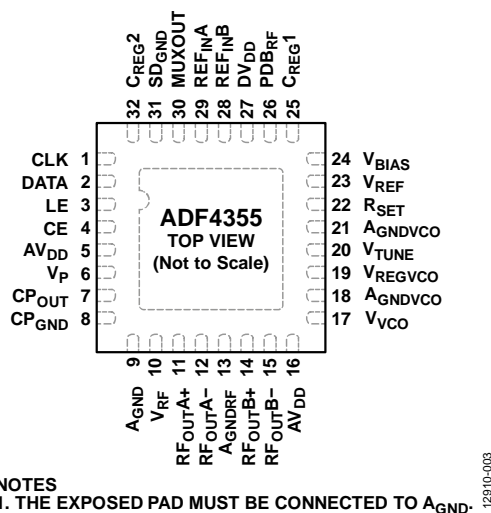 32 CREG2
31 SDGND
30 MUXOUT
29 REFINA
28 REFINB
27 DVDD
26 PDBRF
25 CREG1
CLK 1
DATA 2
LE 3
CE 4
AVDD 5
VP 6
CPOUT 7
CPGND 8
ADF4355
TOP VIEW
(Not to Scale)
24 VBIAS
23 VREF
22 RSET
21 AGNDVCO
20 VTUNE
19 VREGVCO
18 AGNDVCO
17 VVCO
AGND 9
VRF 10
RFOUTA+ 11
RFOUTA− 12
AGNDRF 13
RFOUTB+ 14
RFOUTB− 15
AVDD 16
NOTES
1. THE EXPOSED PAD MUST BE CONNECTED TO AGND.
12910-003